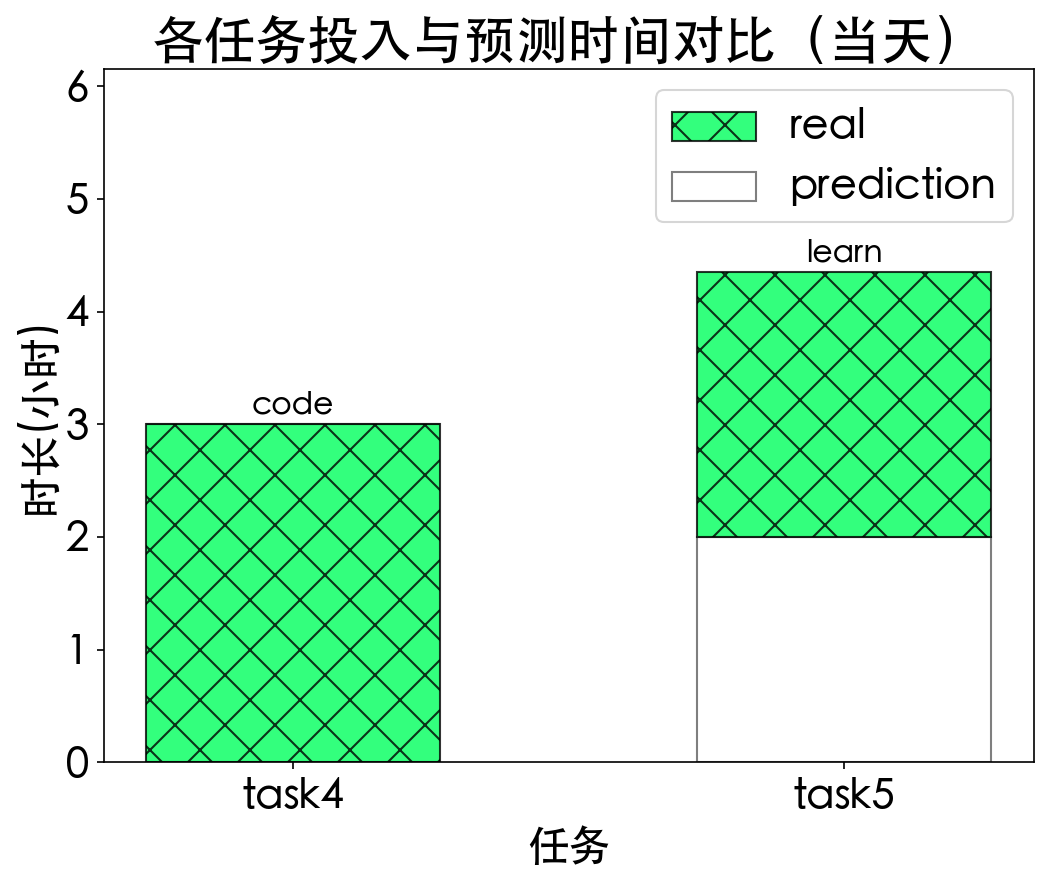 各任务投入与预测时间对比（当天）
real
prediction
learn
code
时长(小时)
6
5
4
3
2
1
0
task4
task5
任务